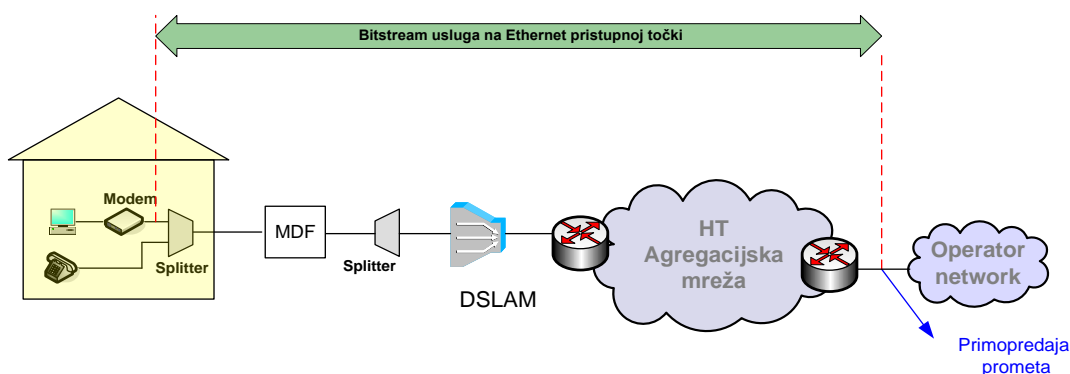 Bitstream usluga na Ethernet pristupnoj točki
Modem
Splitter
MDF
Splitter
DSLAM
HT
Agregacijska
mreža
Operator
network
Primopredaja
prometa